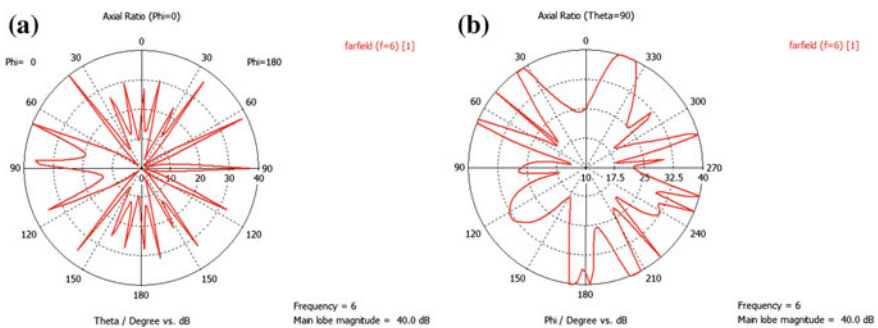 (a)
Axial Ratio (Phi=0)
farfield (f=6) [1]
Phi= 0
Phi=180
0
30
30
60
60
90
90
0 10 20 30 40
120
120
150
150
180
Theta / Degree vs. dB
Frequency = 6
Main lobe magnitude = 40.0 dB
(b)
Axial Ratio (Theta=90)
farfield (f=6) [1]
0
30
330
60
300
90
270
10 17.5 25 32.5 40
120
240
150
210
180
Phi / Degree vs. dB
Frequency = 6
Main lobe magnitude = 40.0 dB